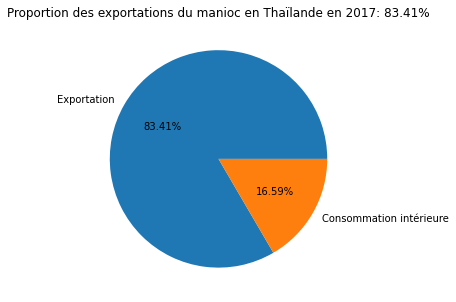 Proportion des exportations du manioc en Thaïlande en 2017: 83.41%
Exportation
83.41%
16.59%
Consommation intérieure